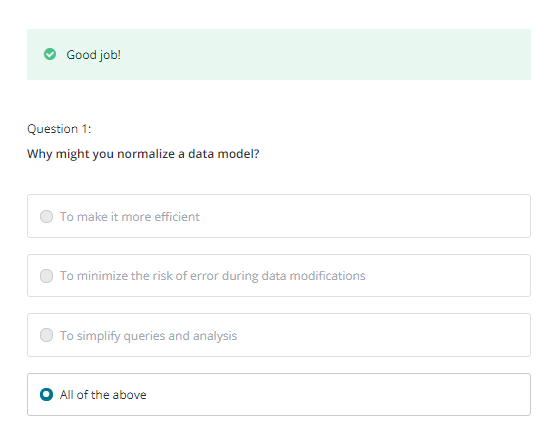 Good job!
Question 1:
Why might you normalize a data model?
To make it more efficient
To minimize the risk of error during data modifications
To simplify queries and analysis
All of the above